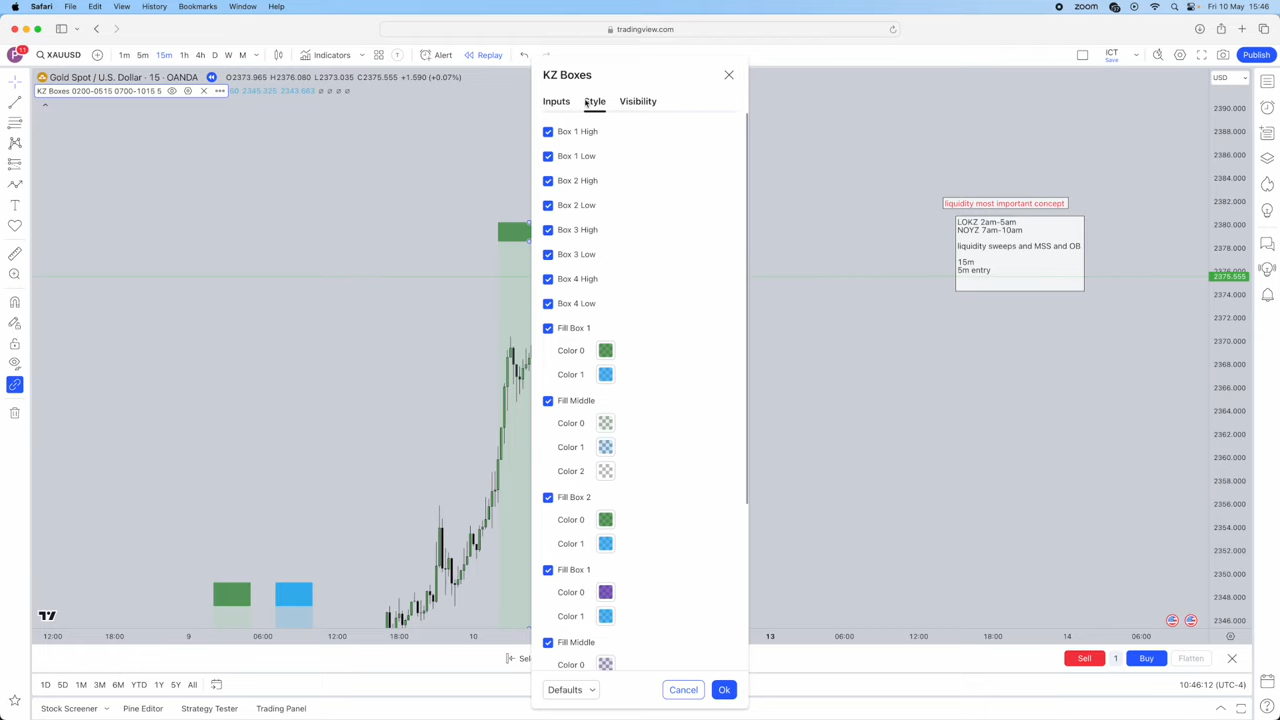 Safari File Edit View History Bookmarks Window Help zoom Fri 10 May 15:46
tradingview.com
11 XAUUSD 1m 5m 15m 1h 4h D W M Indicators Alert Replay ICT Save Publish
Gold Spot / U.S. Dollar · 15 · OANDA O2373.965 H2376.080 L2373.035 C2375.555 +1.590 (+0.07%)
KZ Boxes 0200-0515 0700-1015 5 60 2345.325 2343.663
KZ Boxes
Inputs Style Visibility
Box 1 High
Box 1 Low
Box 2 High
Box 2 Low
Box 3 High
Box 3 Low
Box 4 High
Box 4 Low
Fill Box 1
Color 0
Color 1
Fill Middle
Color 0
Color 1
Color 2
Fill Box 2
Color 0
Color 1
Fill Box 1
Color 0
Color 1
Fill Middle
Color 0
Defaults Cancel Ok
liquidity most important concept
LOKZ 2am-5am
NOYZ 7am-10am
liquidity sweeps and MSS and OB
15m
5m entry
USD
2390.000
2388.000
2386.000
2384.000
2382.000
2380.000
2378.000
2376.000
2375.555
2374.000
2372.000
2370.000
2368.000
2366.000
2364.000
2362.000
2360.000
2358.000
2356.000
2354.000
2352.000
2350.000
2348.000
2346.000
12:00 18:00 9 06:00 12:00 18:00 10 13 06:00 12:00 18:00 14 06:00
Sell 1 Buy Flatten
1D 5D 1M 3M 6M YTD 1Y 5Y All 10:46:12 (UTC-4)
Stock Screener Pine Editor Strategy Tester Trading Panel